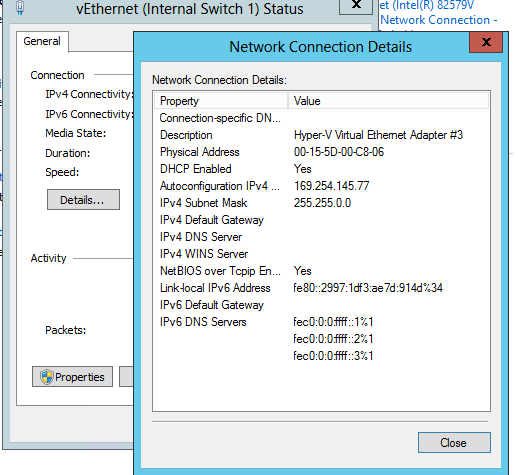 vEthernet (Internal Switch 1) Status
et (Intel(R) 82579V
Network Connection -
General
Connection
IPv4 Connectivity:
IPv6 Connectivity:
Media State:
Duration:
Speed:
Details...
Activity
Packets:
Properties
Network Connection Details
Network Connection Details:
Property Value
Connection-specific DN...
Description Hyper-V Virtual Ethernet Adapter #3
Physical Address 00-15-5D-00-C8-06
DHCP Enabled Yes
Autoconfiguration IPv4 ... 169.254.145.77
IPv4 Subnet Mask 255.255.0.0
IPv4 Default Gateway
IPv4 DNS Server
IPv4 WINS Server
NetBIOS over Tcpip En... Yes
Link-local IPv6 Address fe80::2997:1df3:ae7d:914d%34
IPv6 Default Gateway
IPv6 DNS Servers fec0:0:0:ffff::1%1
fec0:0:0:ffff::2%1
fec0:0:0:ffff::3%1
Close